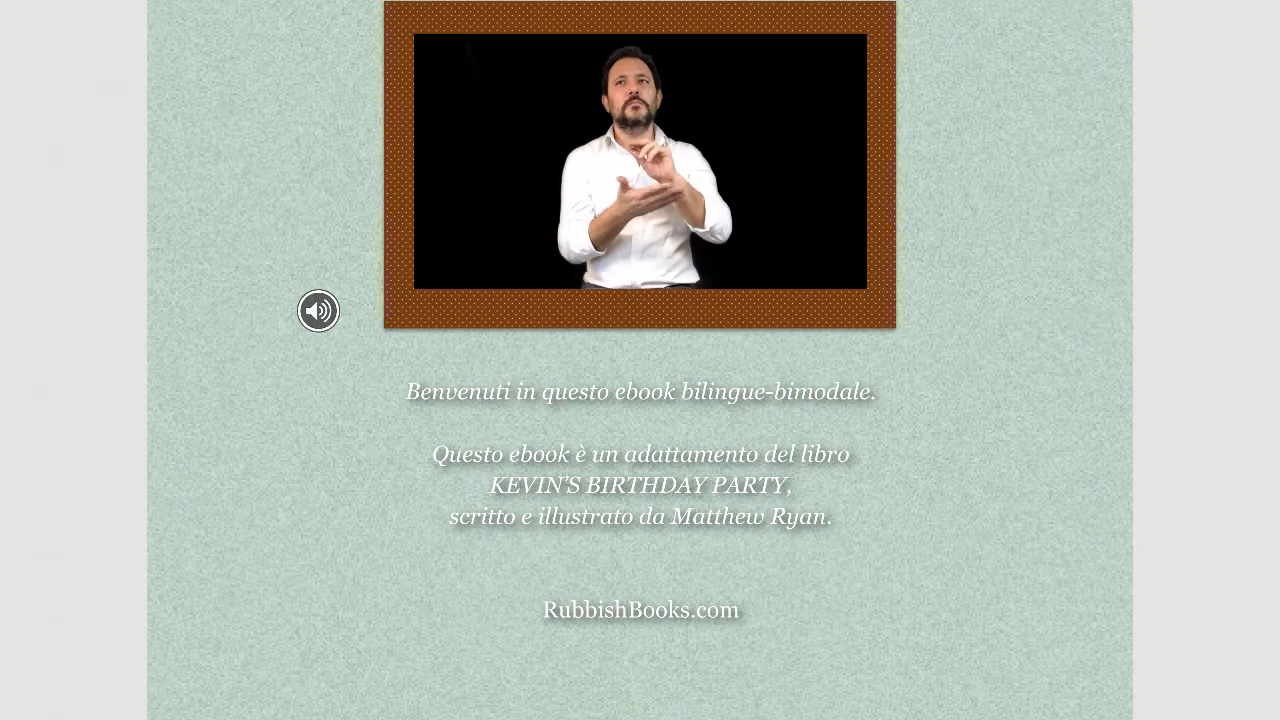 Benvenuti in questo ebook bilingue-bimodale.
Questo ebook è un adattamento del libro
KEVIN’S BIRTHDAY PARTY,
scritto e illustrato da Matthew Ryan.
RubbishBooks.com